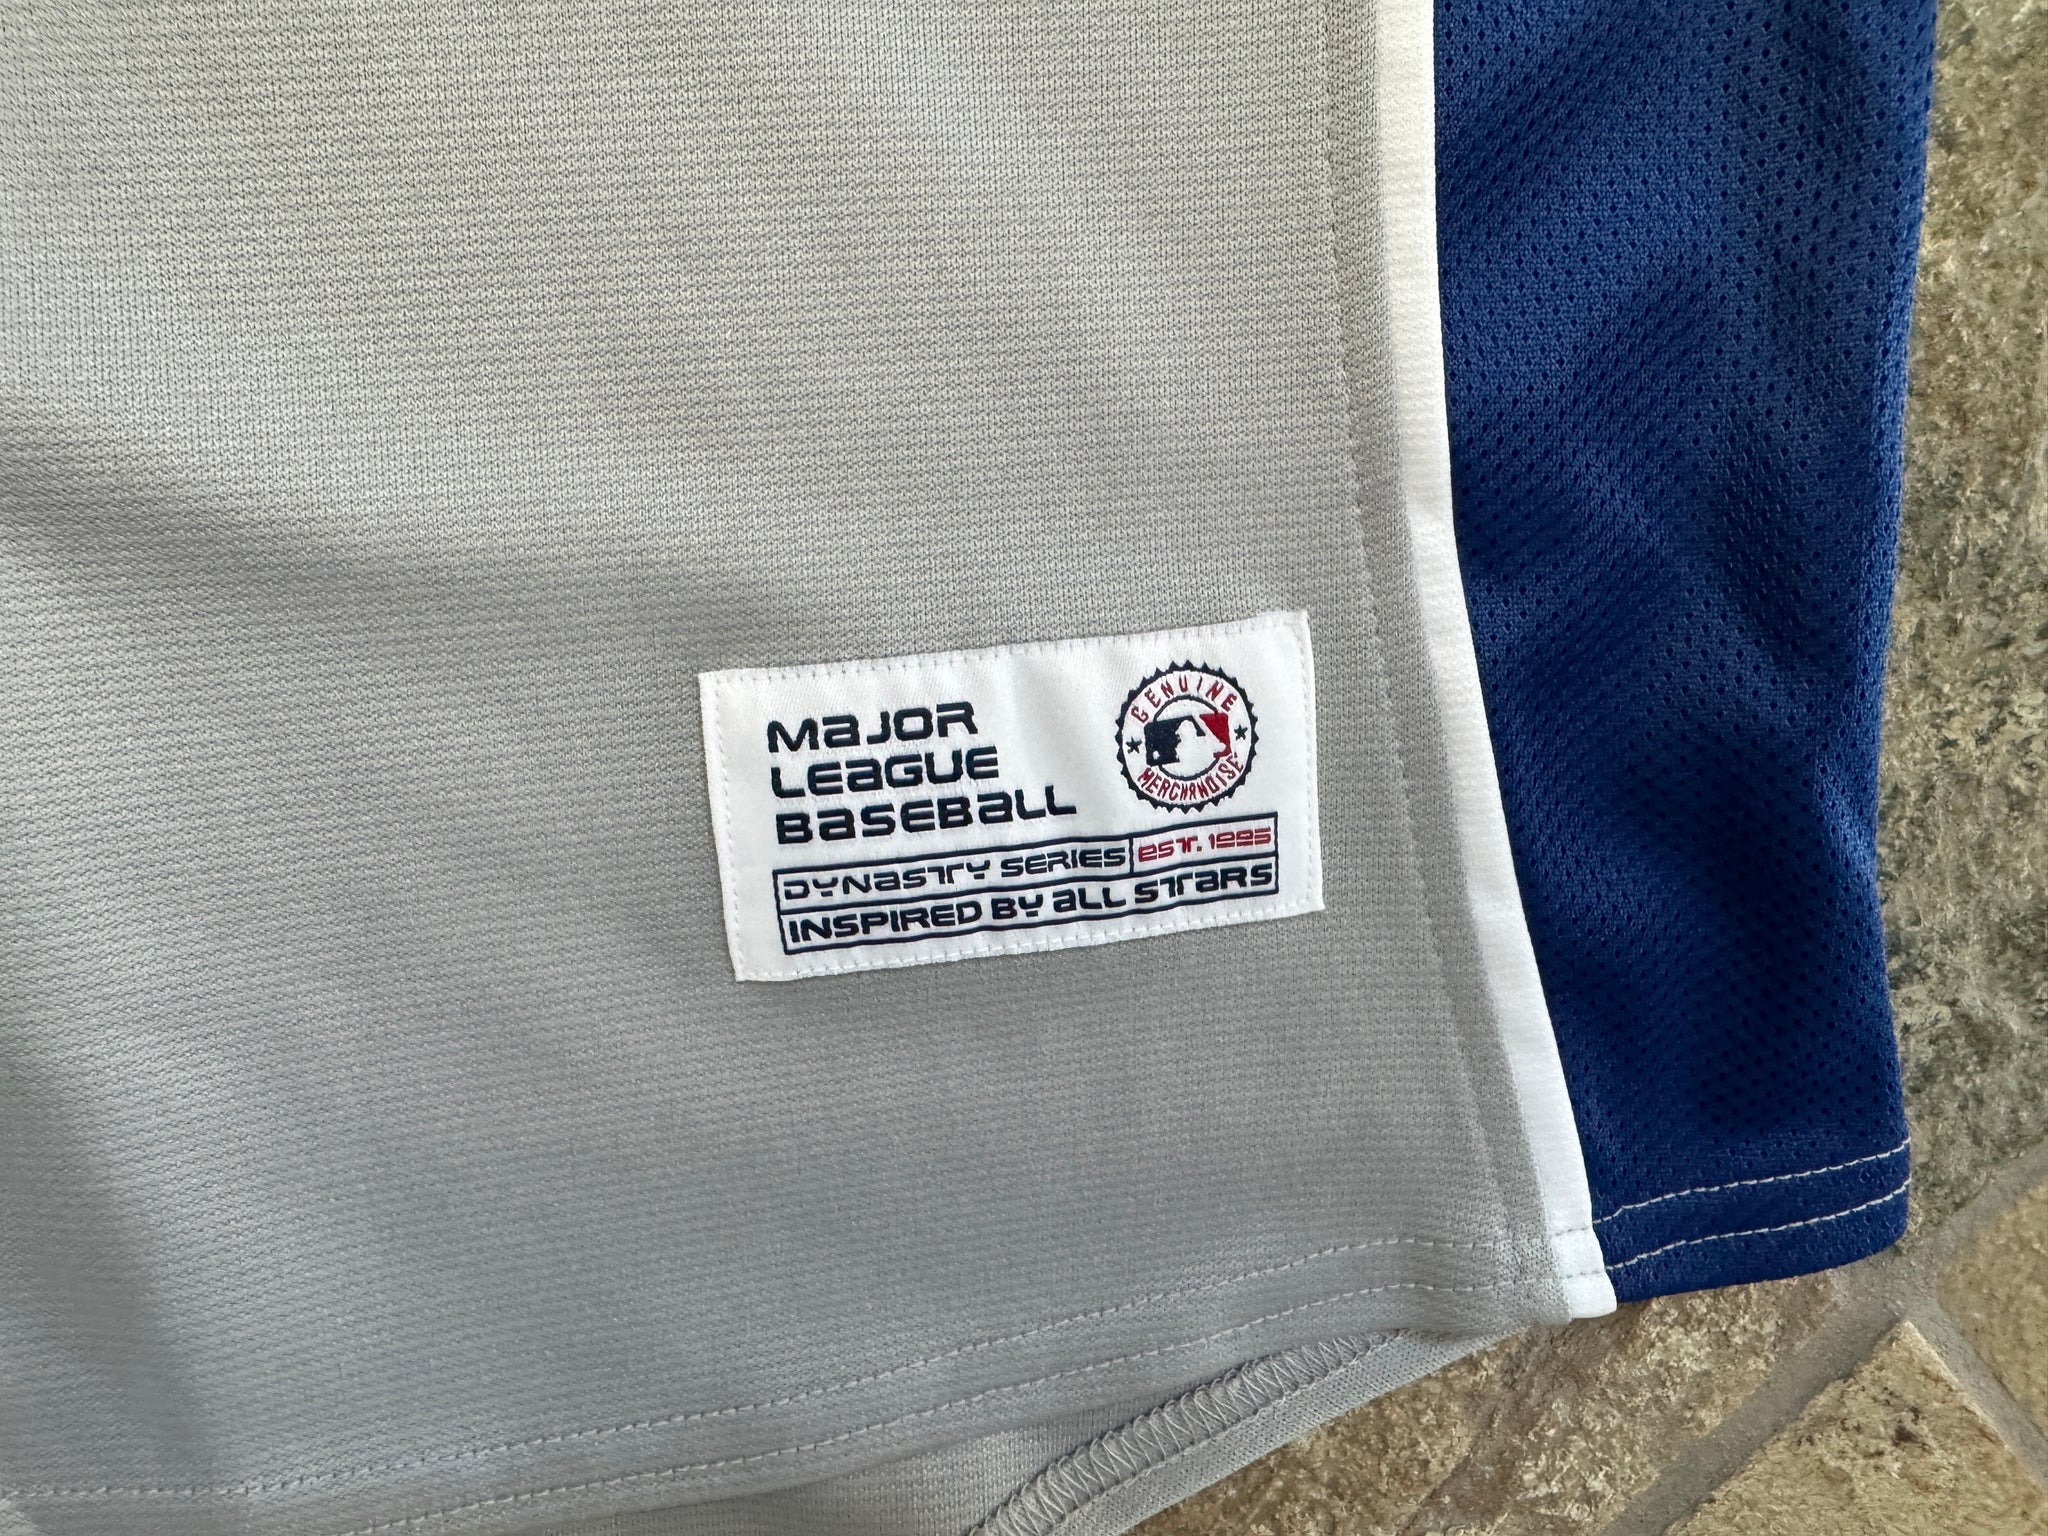 MaJOR
LEaGUE
BaSEBaLL
GENUINE
MERCHANDISE
DYNaSTY SERIES EST. 1995
INSPIRED BY aLL STaRS